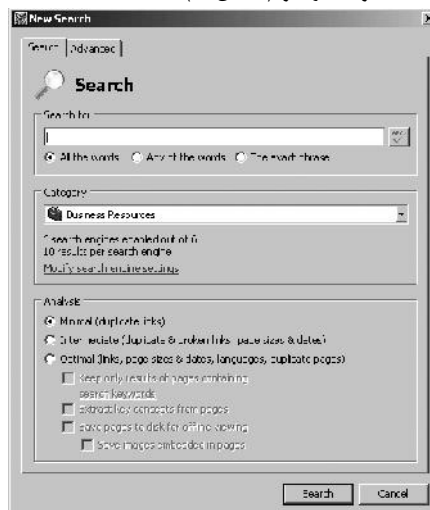 New Search
Search Advanced
Search
Search for
All the words Any of the words The exact phrase
Category
Business Resources
search engines enabled out of 6
10 results per search engine
Modify search engine settings
Analysis
Minimal (duplicate links)
Intermediate (duplicate & broken links, page sizes & dates)
Optimal (links, page sizes & dates, languages, duplicate pages)
Keep only results of pages containing
search keywords
Extract key concepts from pages
Save pages to disk for offline viewing
Save images embedded in pages
Search Cancel